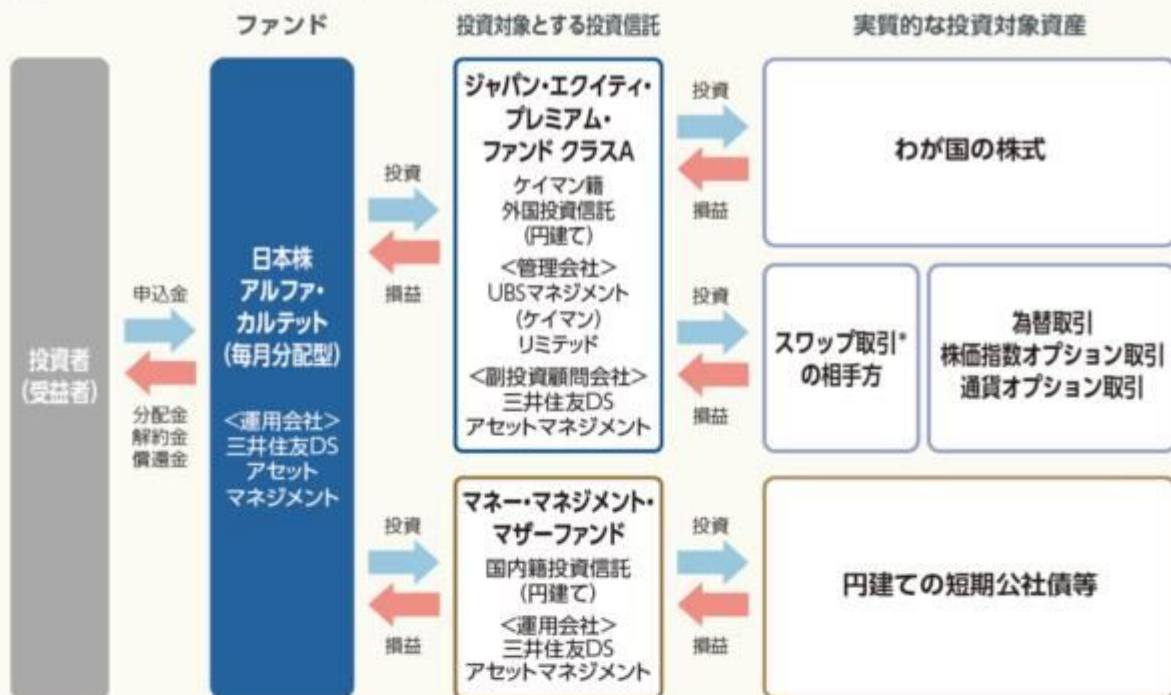 ファンド
投資対象とする投資信託
実質的な投資対象資産
投資者
(受益者)
申込金
分配金
解約金
償還金
日本株
アルファ・
カルテット
(毎月分配型)
<運用会社>
三井住友DS
アセット
マネジメント
投資
損益
ジャパン・エクイティ・
プレミアム・
ファンド クラスA
ケイマン籍
外国投資信託
(円建て)
<管理会社>
UBSマネジメント
(ケイマン)
リミテッド
<副投資顧問会社>
三井住友DS
アセットマネジメント
投資
損益
わが国の株式
投資
損益
スワップ取引*
の相手方
為替取引
株価指数オプション取引
通貨オプション取引
投資
損益
マネー・マネジメント・
マザーファンド
国内籍投資信託
(円建て)
<運用会社>
三井住友DS
アセットマネジメント
投資
損益
円建ての短期公社債等